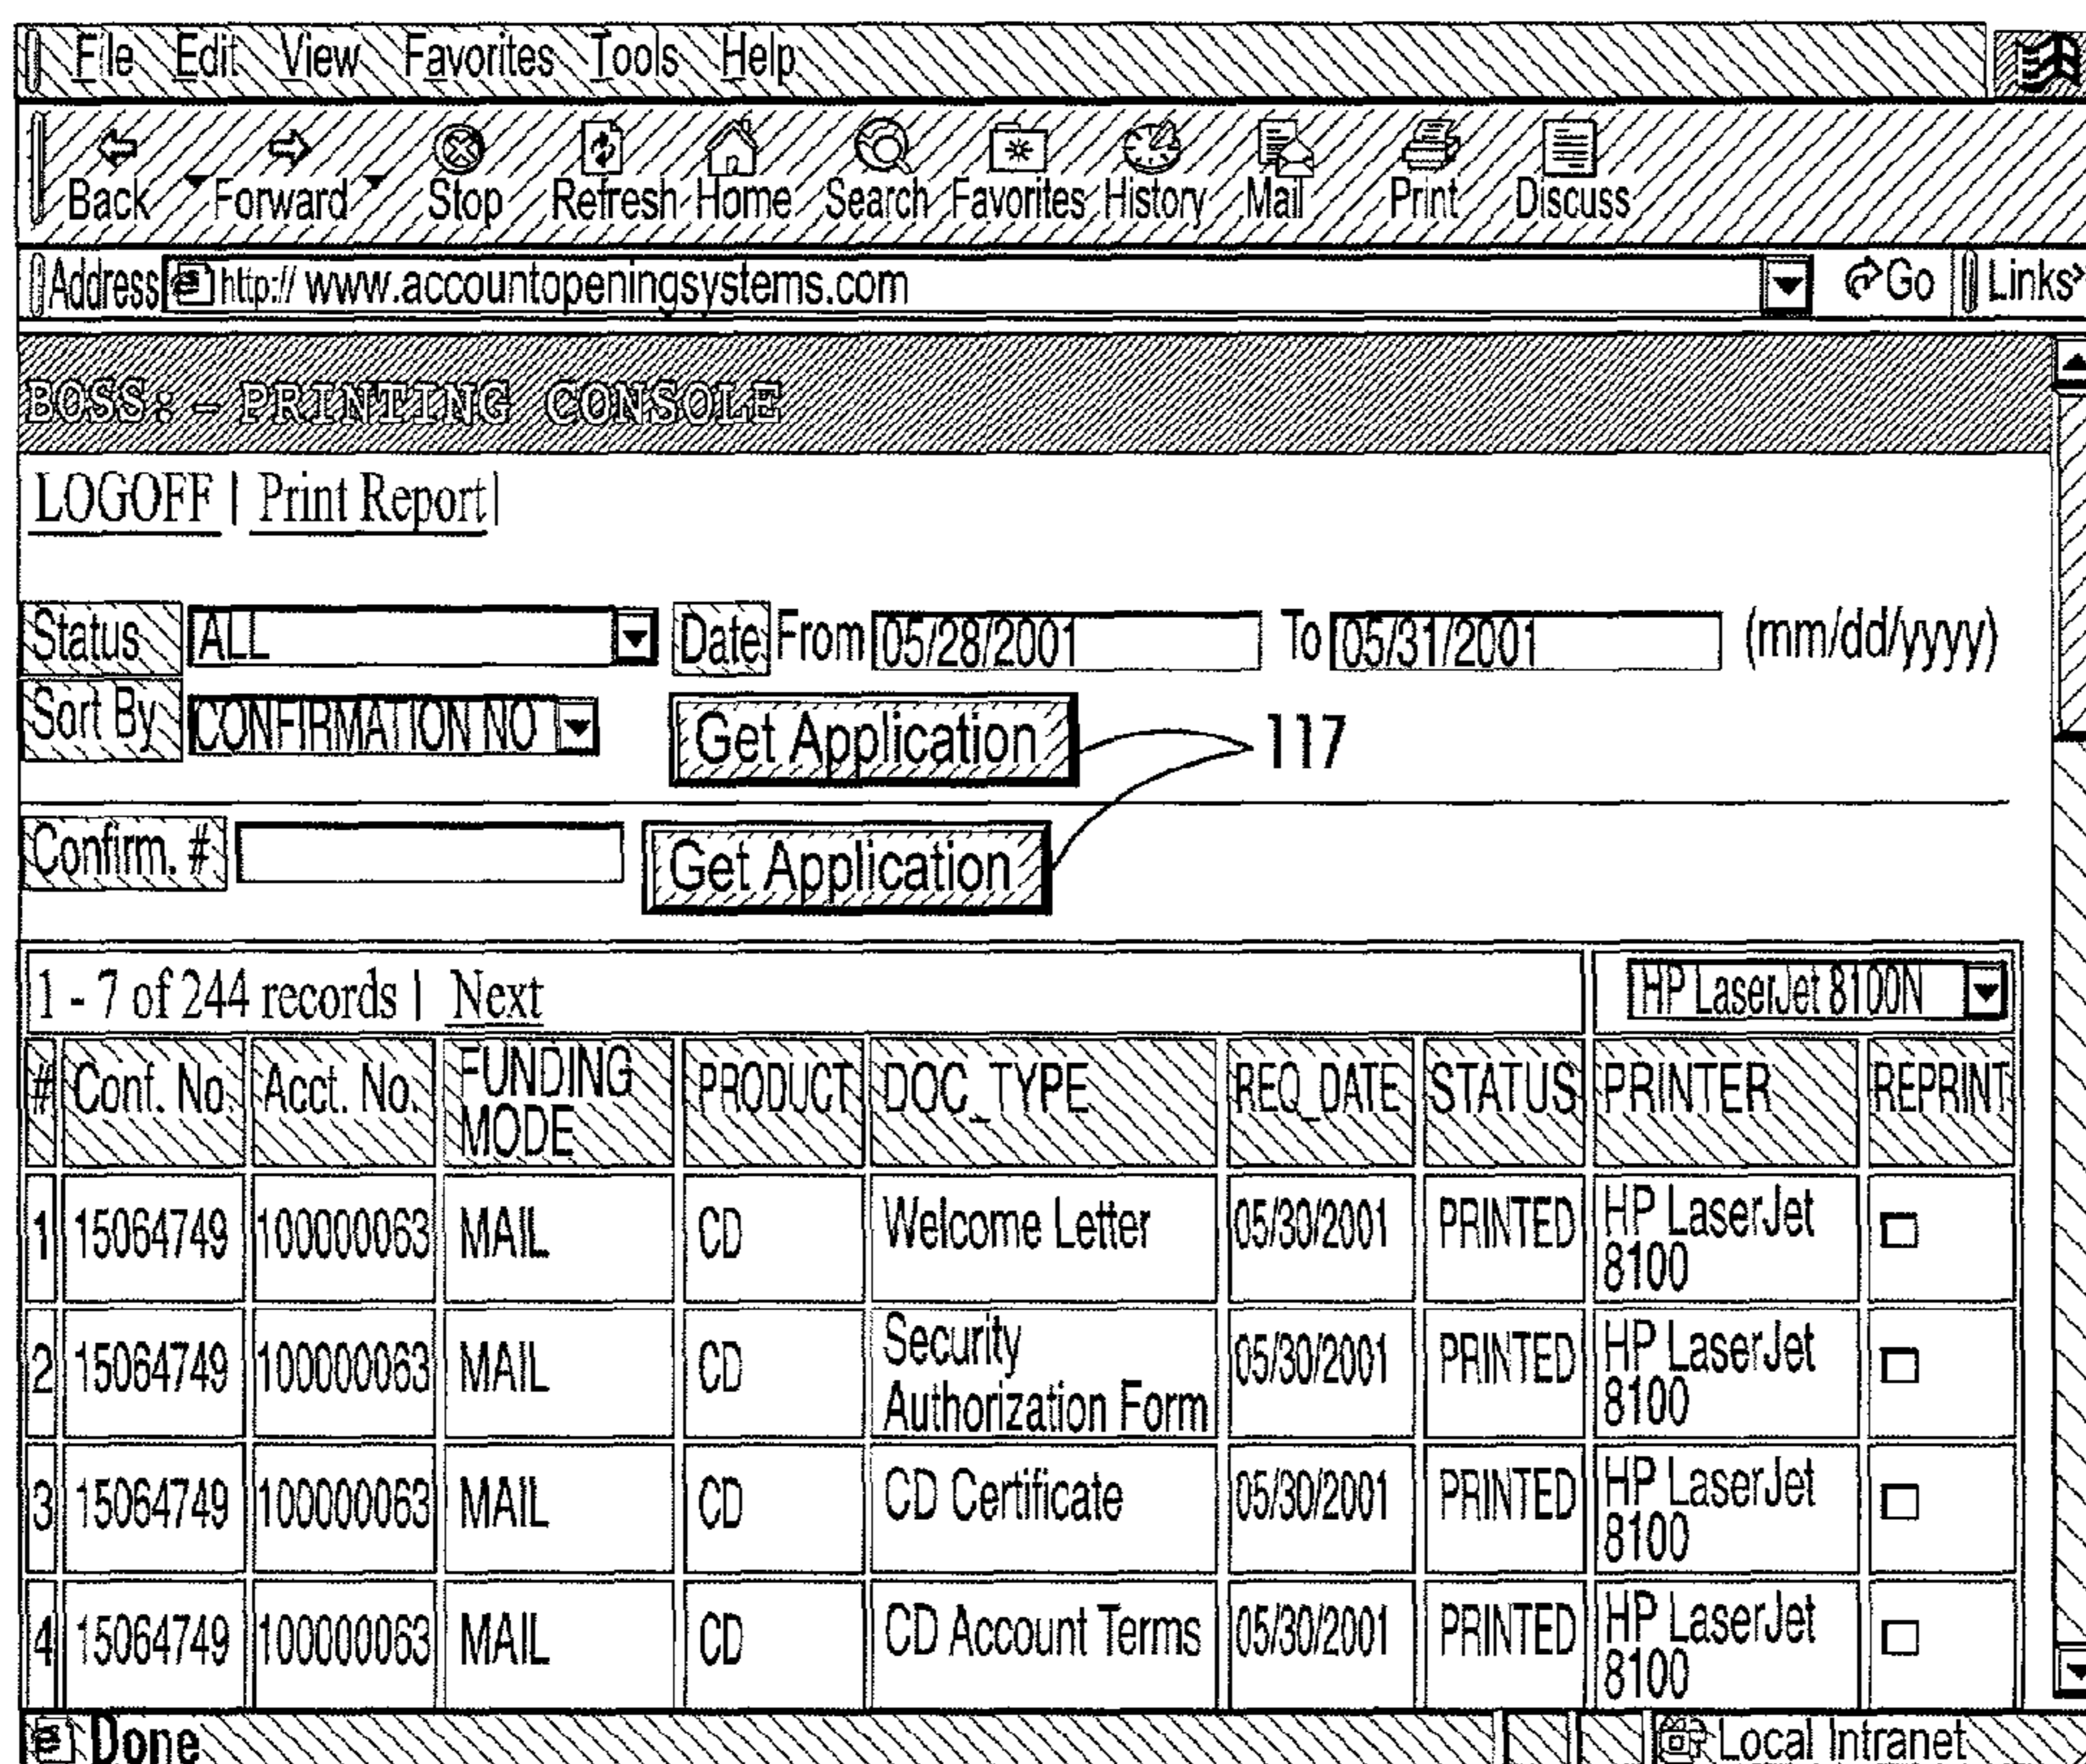 File Edit View Favorites Tools Help
Back Forward Stop Refresh Home Search Favorites History Mail Print Discuss
Address http:// www.accountopeningsystems.com Go Links
BOSS: - PRINTING CONSOLE
LOGOFF | Print Report|
Status ALL Date From 05/28/2001 To 05/31/2001 (mm/dd/yyyy)
Sort By CONFIRMATION NO Get Application 117
Confirm. # Get Application
1 - 7 of 244 records | Next HP LaserJet 8100N
# Conf. No. Acct. No. FUNDING MODE PRODUCT DOC_TYPE REQ_DATE STATUS PRINTER REPRINT
1 15064749 100000063 MAIL CD Welcome Letter 05/30/2001 PRINTED HP LaserJet 8100
2 15064749 100000063 MAIL CD Security Authorization Form 05/30/2001 PRINTED HP LaserJet 8100
3 15064749 100000063 MAIL CD CD Certificate 05/30/2001 PRINTED HP LaserJet 8100
4 15064749 100000063 MAIL CD CD Account Terms 05/30/2001 PRINTED HP LaserJet 8100
Done Local Intranet